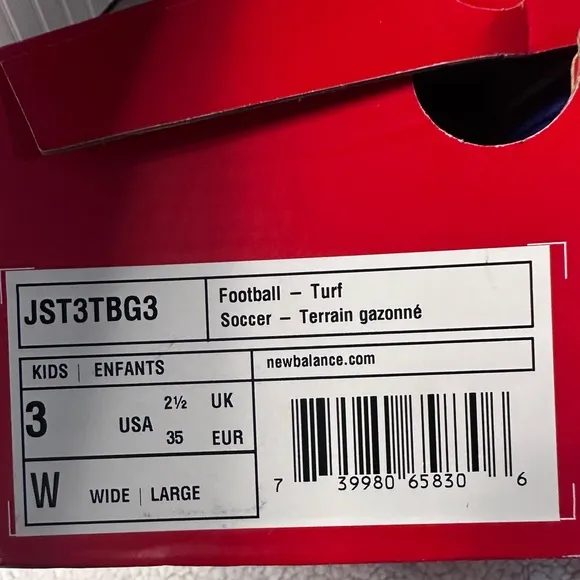 JST3TBG3
Football – Turf
Soccer – Terrain gazonné
KIDS | ENFANTS
newbalance.com
3 USA 2½ UK
35 EUR
W WIDE | LARGE
7 39980 65830 6